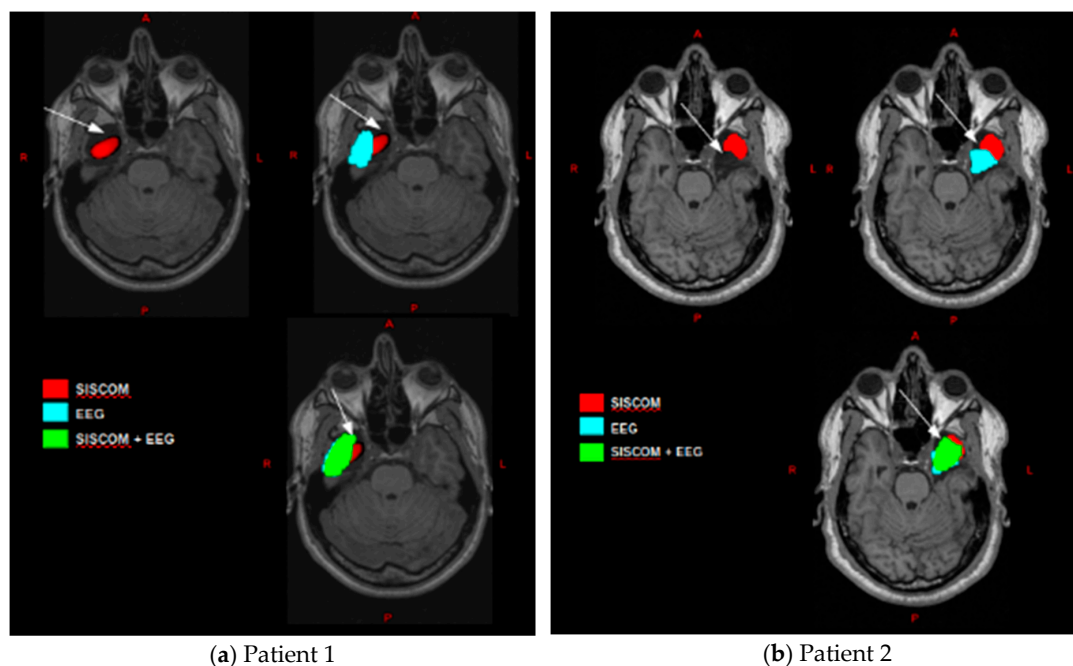 A
A
R
L
R
L
P
P
A
SISCOM
EEG
SISCOM + EEG
R
L
P
(a) Patient 1
A
A
R
L
R
L
P
P
A
SISCOM
EEG
SISCOM + EEG
R
L
P
(b) Patient 2